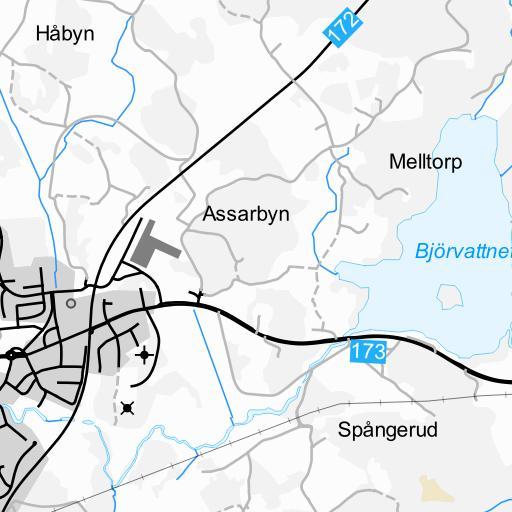 Håbyn
172
Melltorp
Assarbyn
Björvattnet
173
Spångerud